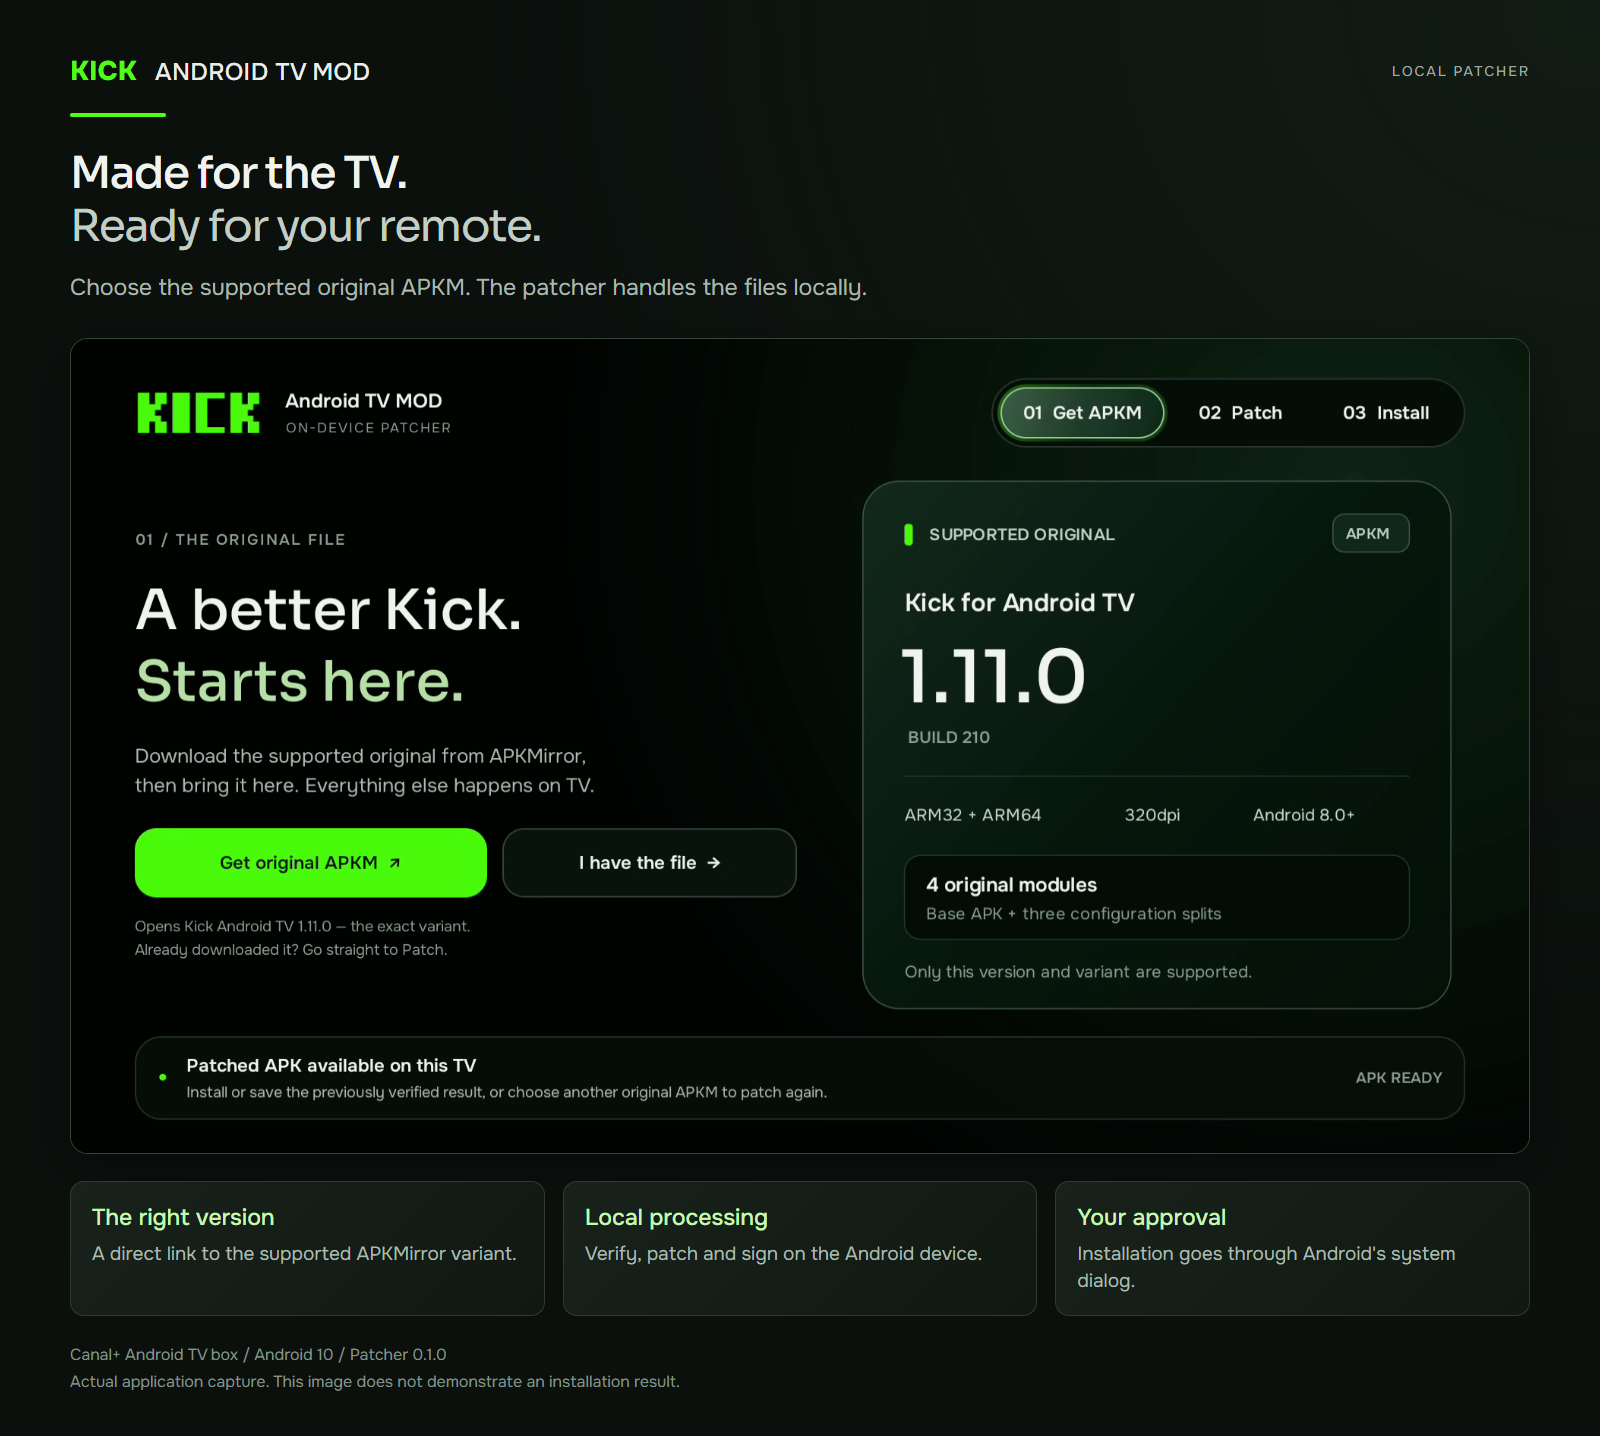 KICK ANDROID TV MOD
LOCAL PATCHER
Made for the TV.
Ready for your remote.
Choose the supported original APKM. The patcher handles the files locally.
KICK
Android TV MOD
ON-DEVICE PATCHER
01 Get APKM
02 Patch
03 Install
01 / THE ORIGINAL FILE
A better Kick.
Starts here.
Download the supported original from APKMirror,
then bring it here. Everything else happens on TV.
Get original APKM ↗
I have the file →
Opens Kick Android TV 1.11.0 — the exact variant.
Already downloaded it? Go straight to Patch.
SUPPORTED ORIGINAL
APKM
Kick for Android TV
1.11.0
BUILD 210
ARM32 + ARM64
320dpi
Android 8.0+
4 original modules
Base APK + three configuration splits
Only this version and variant are supported.
Patched APK available on this TV
Install or save the previously verified result, or choose another original APKM to patch again.
APK READY
The right version
A direct link to the supported APKMirror variant.
Local processing
Verify, patch and sign on the Android device.
Your approval
Installation goes through Android's system
dialog.
Canal+ Android TV box / Android 10 / Patcher 0.1.0
Actual application capture. This image does not demonstrate an installation result.